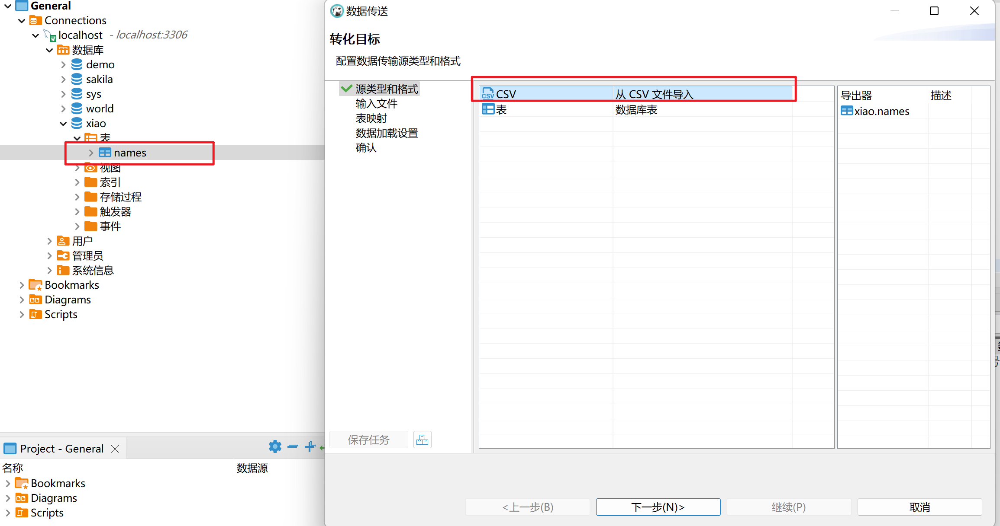 General
Connections
localhost - localhost:3306
数据库
demo
sakila
sys
world
xiao
表
names
视图
索引
存储过程
触发器
事件
用户
管理员
系统信息
Bookmarks
Diagrams
Scripts
Project - General
名称 数据源
Bookmarks
Diagrams
Scripts
数据传送
转化目标
配置数据传输源类型和格式
源类型和格式
输入文件
表映射
数据加载设置
确认
CSV CSV 从 CSV 文件导入
表 数据库表
导出器 描述
xiao.names
保存任务
<上一步(B) 下一步(N)> 继续(P) 取消